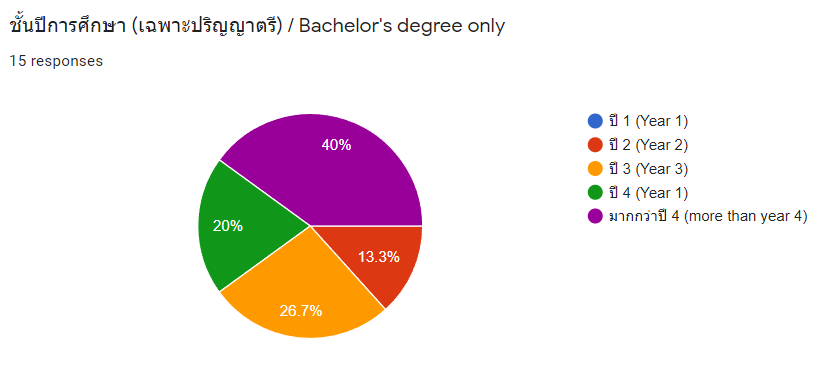 ชั้นปีการศึกษา (เฉพาะปริญญาตรี) / Bachelor's degree only
15 responses
ปี 1 (Year 1)
ปี 2 (Year 2)
ปี 3 (Year 3)
ปี 4 (Year 1)
มากกว่าปี 4 (more than year 4)
40%
20%
13.3%
26.7%